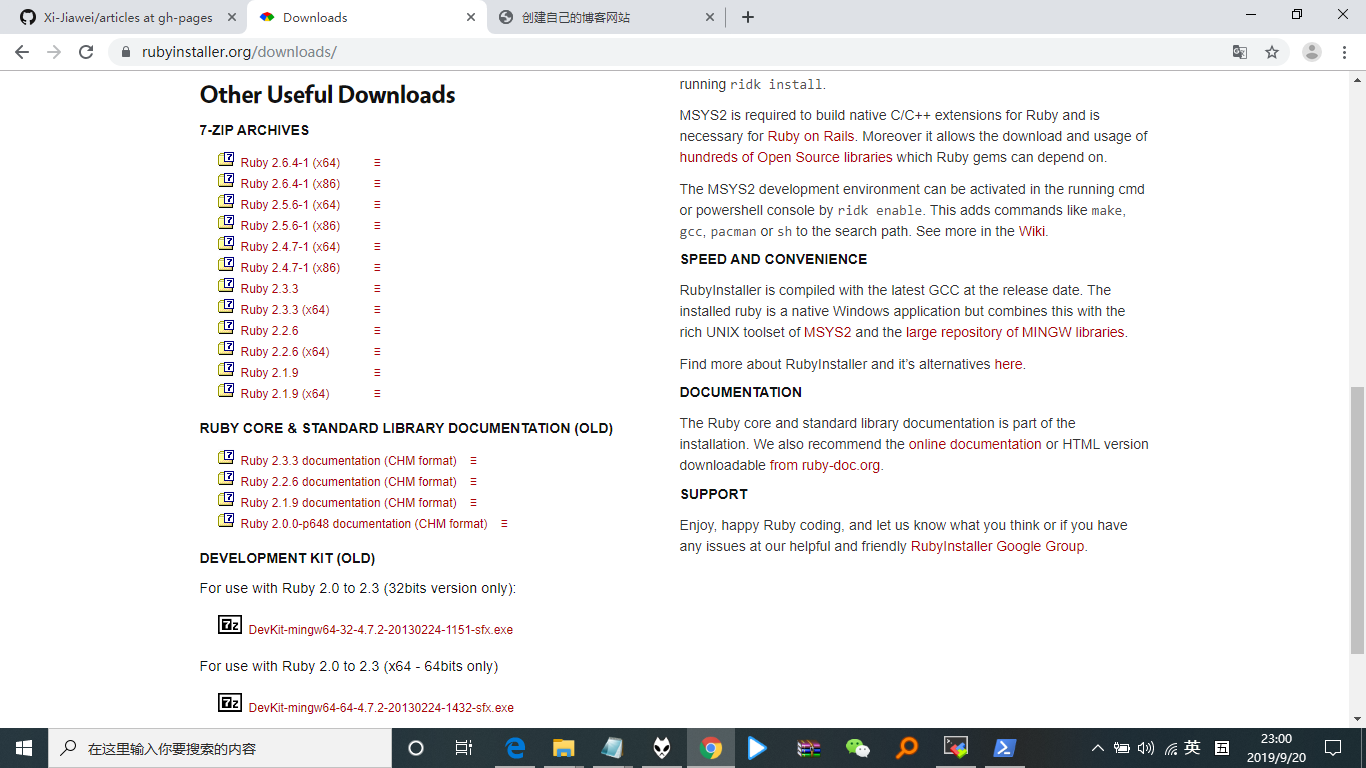 Xi-Jiawei/articles at gh-pages
Downloads
创建自己的博客网站
rubyinstaller.org/downloads/
Other Useful Downloads
7-ZIP ARCHIVES
Ruby 2.6.4-1 (x64)
Ruby 2.6.4-1 (x86)
Ruby 2.5.6-1 (x64)
Ruby 2.5.6-1 (x86)
Ruby 2.4.7-1 (x64)
Ruby 2.4.7-1 (x86)
Ruby 2.3.3
Ruby 2.3.3 (x64)
Ruby 2.2.6
Ruby 2.2.6 (x64)
Ruby 2.1.9
Ruby 2.1.9 (x64)
RUBY CORE & STANDARD LIBRARY DOCUMENTATION (OLD)
Ruby 2.3.3 documentation (CHM format)
Ruby 2.2.6 documentation (CHM format)
Ruby 2.1.9 documentation (CHM format)
Ruby 2.0.0-p648 documentation (CHM format)
DEVELOPMENT KIT (OLD)
For use with Ruby 2.0 to 2.3 (32bits version only):
7z DevKit-mingw64-32-4.7.2-20130224-1151-sfx.exe
For use with Ruby 2.0 to 2.3 (x64 - 64bits only)
7z DevKit-mingw64-64-4.7.2-20130224-1432-sfx.exe
running ridk install.
MSYS2 is required to build native C/C++ extensions for Ruby and is
necessary for Ruby on Rails. Moreover it allows the download and usage of
hundreds of Open Source libraries which Ruby gems can depend on.
The MSYS2 development environment can be activated in the running cmd
or powershell console by ridk enable. This adds commands like make,
gcc, pacman or sh to the search path. See more in the Wiki.
SPEED AND CONVENIENCE
RubyInstaller is compiled with the latest GCC at the release date. The
installed ruby is a native Windows application but combines this with the
rich UNIX toolset of MSYS2 and the large repository of MINGW libraries.
Find more about RubyInstaller and it’s alternatives here.
DOCUMENTATION
The Ruby core and standard library documentation is part of the
installation. We also recommend the online documentation or HTML version
downloadable from ruby-doc.org.
SUPPORT
Enjoy, happy Ruby coding, and let us know what you think or if you have
any issues at our helpful and friendly RubyInstaller Google Group.
在这里输入你要搜索的内容
英
五
23:00
2019/9/20